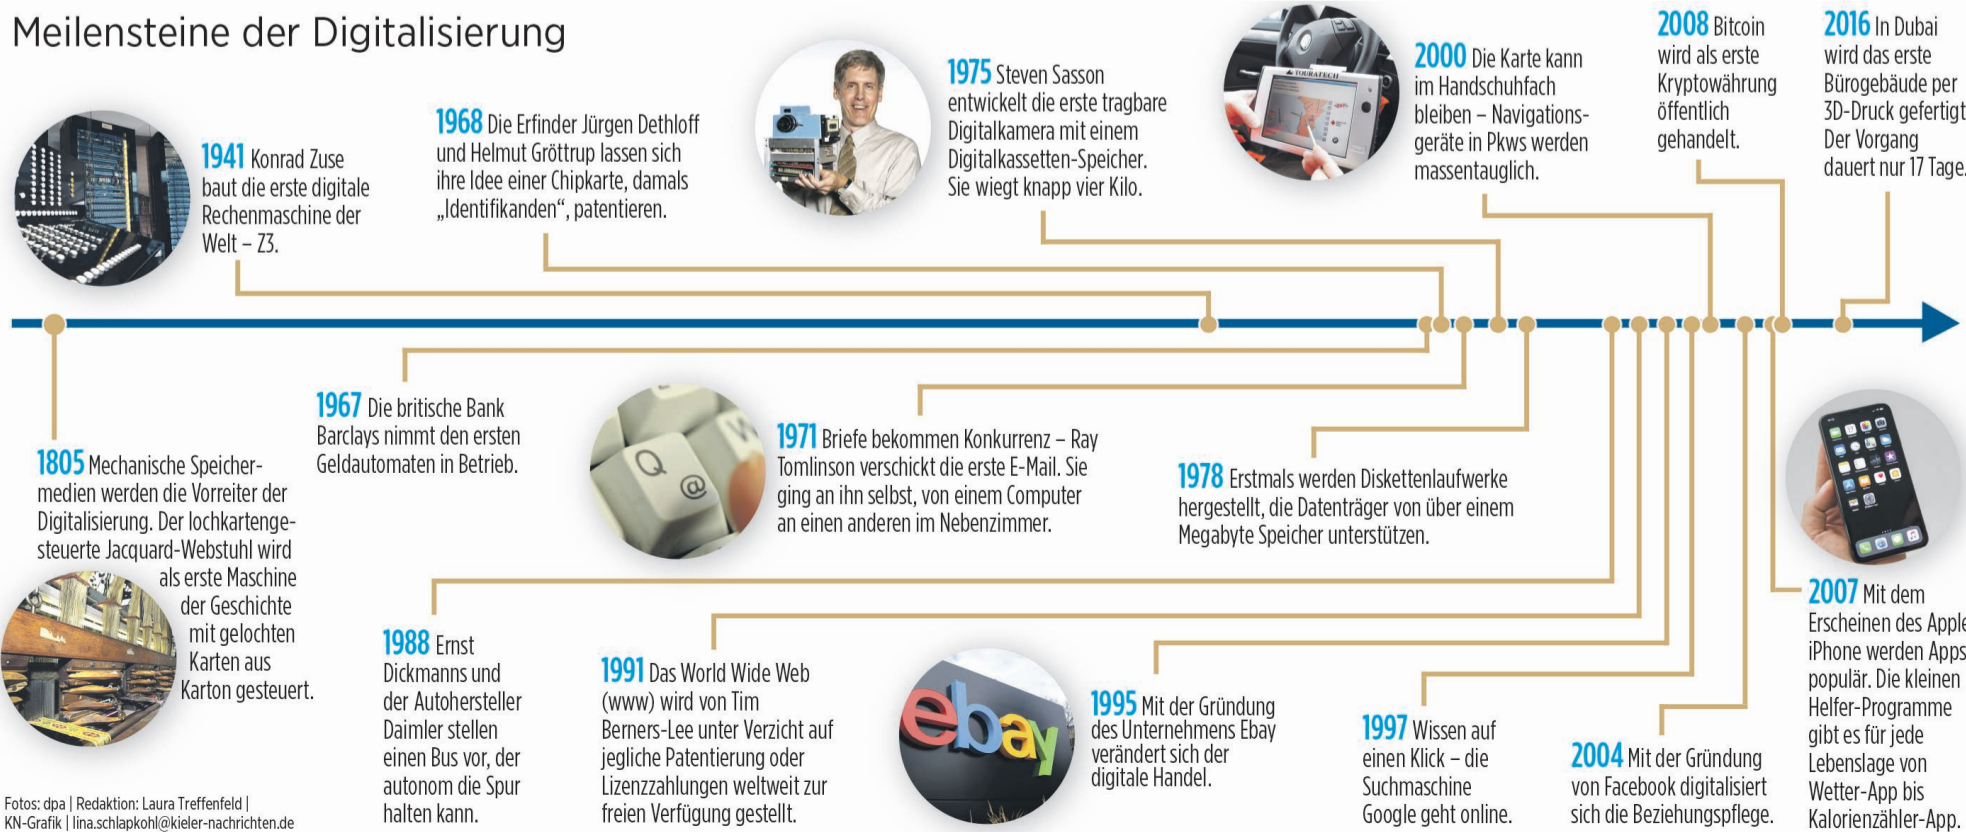 Meilensteine der Digitalisierung
1941 Konrad Zuse
baut die erste digitale
Rechenmaschine der
Welt – Z3.
1968 Die Erfinder Jürgen Dethloff
und Helmut Gröttrup lassen sich
ihre Idee einer Chipkarte, damals
„Identifikanden“, patentieren.
1975 Steven Sasson
entwickelt die erste tragbare
Digitalkamera mit einem
Digitalkassetten-Speicher.
Sie wiegt knapp vier Kilo.
TOURATECH
2000 Die Karte kann
im Handschuhfach
bleiben – Navigations-
geräte in Pkws werden
massentauglich.
2008 Bitcoin
wird als erste
Kryptowährung
öffentlich
gehandelt.
2016 In Dubai
wird das erste
Bürogebäude per
3D-Druck gefertigt
Der Vorgang
dauert nur 17 Tage.
1805 Mechanische Speicher-
medien werden die Vorreiter der
Digitalisierung. Der lochkartenge-
steuerte Jacquard-Webstuhl wird
als erste Maschine
der Geschichte
mit gelochten
Karten aus
Karton gesteuert.
1967 Die britische Bank
Barclays nimmt den ersten
Geldautomaten in Betrieb.
Q
@
W
1971 Briefe bekommen Konkurrenz – Ray
Tomlinson verschickt die erste E-Mail. Sie
ging an ihn selbst, von einem Computer
an einen anderen im Nebenzimmer.
1978 Erstmals werden Diskettenlaufwerke
hergestellt, die Datenträger von über einem
Megabyte Speicher unterstützen.
1988 Ernst
Dickmanns und
der Autohersteller
Daimler stellen
einen Bus vor, der
autonom die Spur
halten kann.
1991 Das World Wide Web
(www) wird von Tim
Berners-Lee unter Verzicht auf
jegliche Patentierung oder
Lizenzzahlungen weltweit zur
freien Verfügung gestellt.
ebay
1995 Mit der Gründung
des Unternehmens Ebay
verändert sich der
digitale Handel.
1997 Wissen auf
einen Klick – die
Suchmaschine
Google geht online.
2004 Mit der Gründung
von Facebook digitalisiert
sich die Beziehungspflege.
2007 Mit dem
Erscheinen des Apple
iPhone werden Apps
populär. Die kleinen
Helfer-Programme
gibt es für jede
Lebenslage von
Wetter-App bis
Kalorienzähler-App.
Fotos: dpa | Redaktion: Laura Treffenfeld |
KN-Grafik | lina.schlapkohl@kieler-nachrichten.de